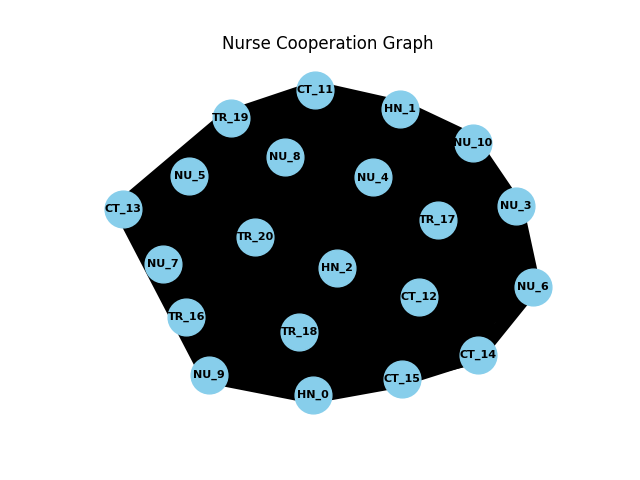 Nurse Cooperation Graph
CT_11
HN_1
TR_19
NU_10
NU_8
NU_5
NU_4
NU_3
CT_13
TR_17
TR_20
NU_7
HN_2
NU_6
CT_12
TR_16
TR_18
CT_14
NU_9
CT_15
HN_0